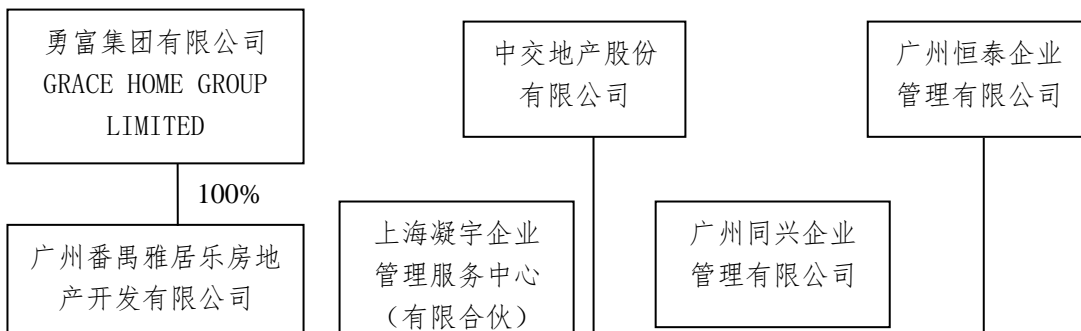 勇富集团有限公司
GRACE HOME GROUP
LIMITED
中交地产股份
有限公司
广州恒泰企业
管理有限公司
100%
广州番禺雅居乐房地
产开发有限公司
上海凝宇企业
管理服务中心
（有限合伙）
广州同兴企业
管理有限公司